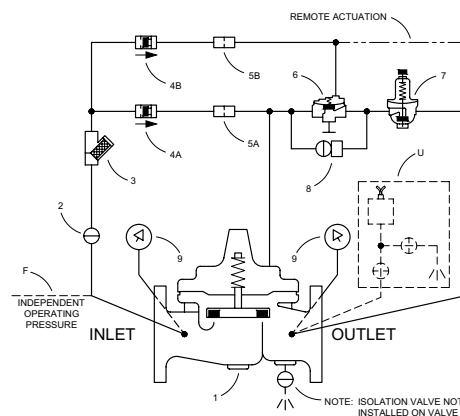 REMOTE ACTUATION
4B
5B
6
7
4A
5A
3
8
U
2
9
9
F
INDEPENDENT
OPERATING
PRESSURE
INLET
OUTLET
1
NOTE: ISOLATION VALVE NOT
INSTALLED ON VALVE